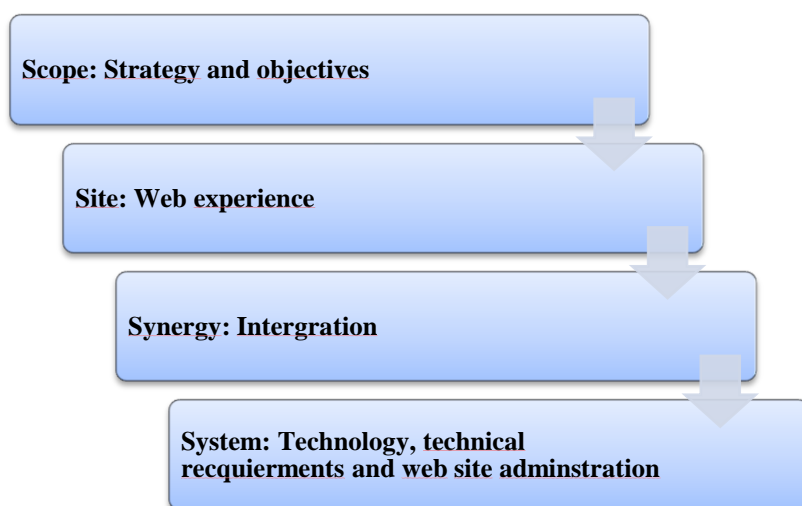 Scope: Strategy and objectives
Site: Web experience
Synergy: Intergration
System: Technology, technical
recquierments and web site adminstration